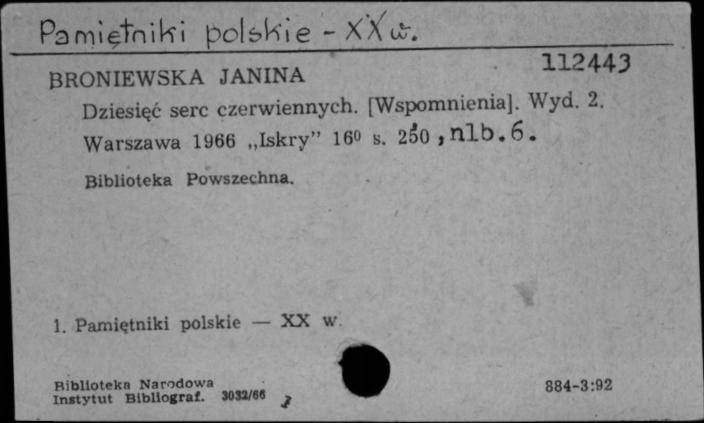 Pamiętniki polskie - XX w.
112443
BRONIEWSKA JANINA
Dziesięć serc czerwiennych. [Wspomnienia]. Wyd. 2.
Warszawa 1966 „Iskry” 16⁰ s. 250, nlb. 6.
Biblioteka Powszechna.
1. Pamiętniki polskie — XX w.
Biblioteka Narodowa
Instytut Bibliograf. 3032/66
884-3:92